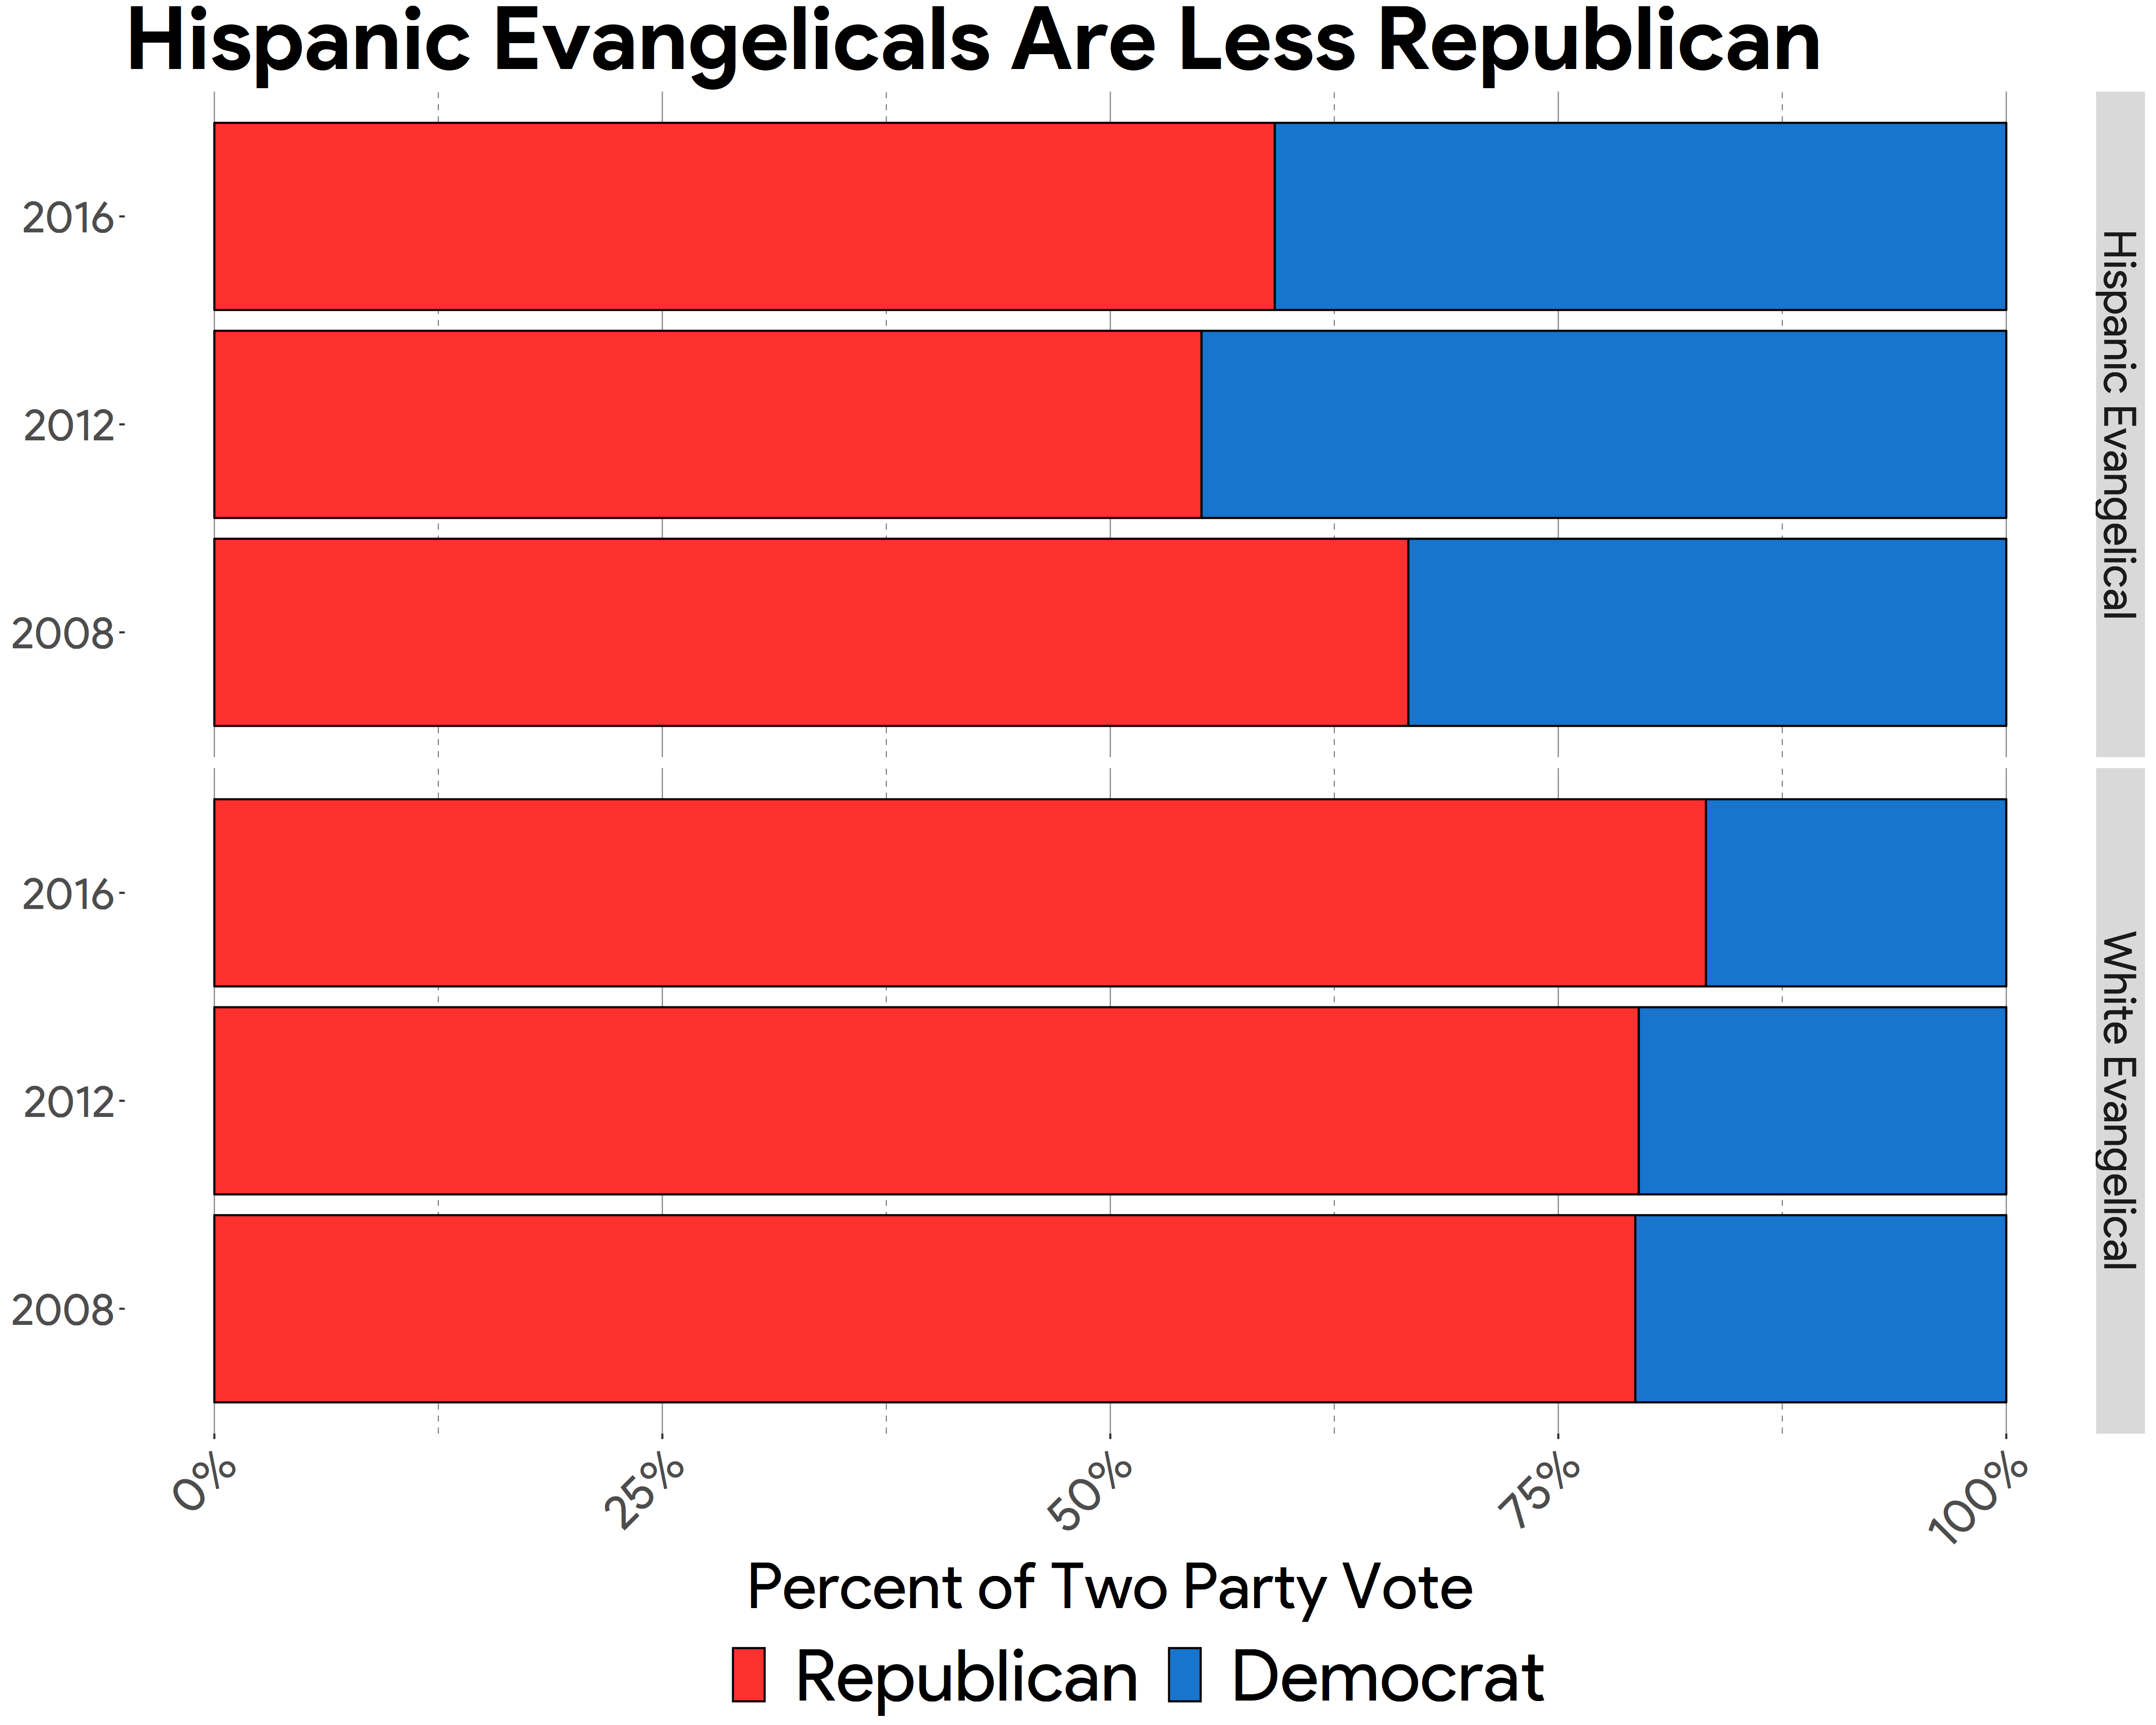 Hispanic Evangelicals Are Less Republican
2016
2012
2008
Hispanic Evangelical
2016
2012
2008
White Evangelical
0% 25% 50% 75% 100%
Percent of Two Party Vote
Republican Democrat